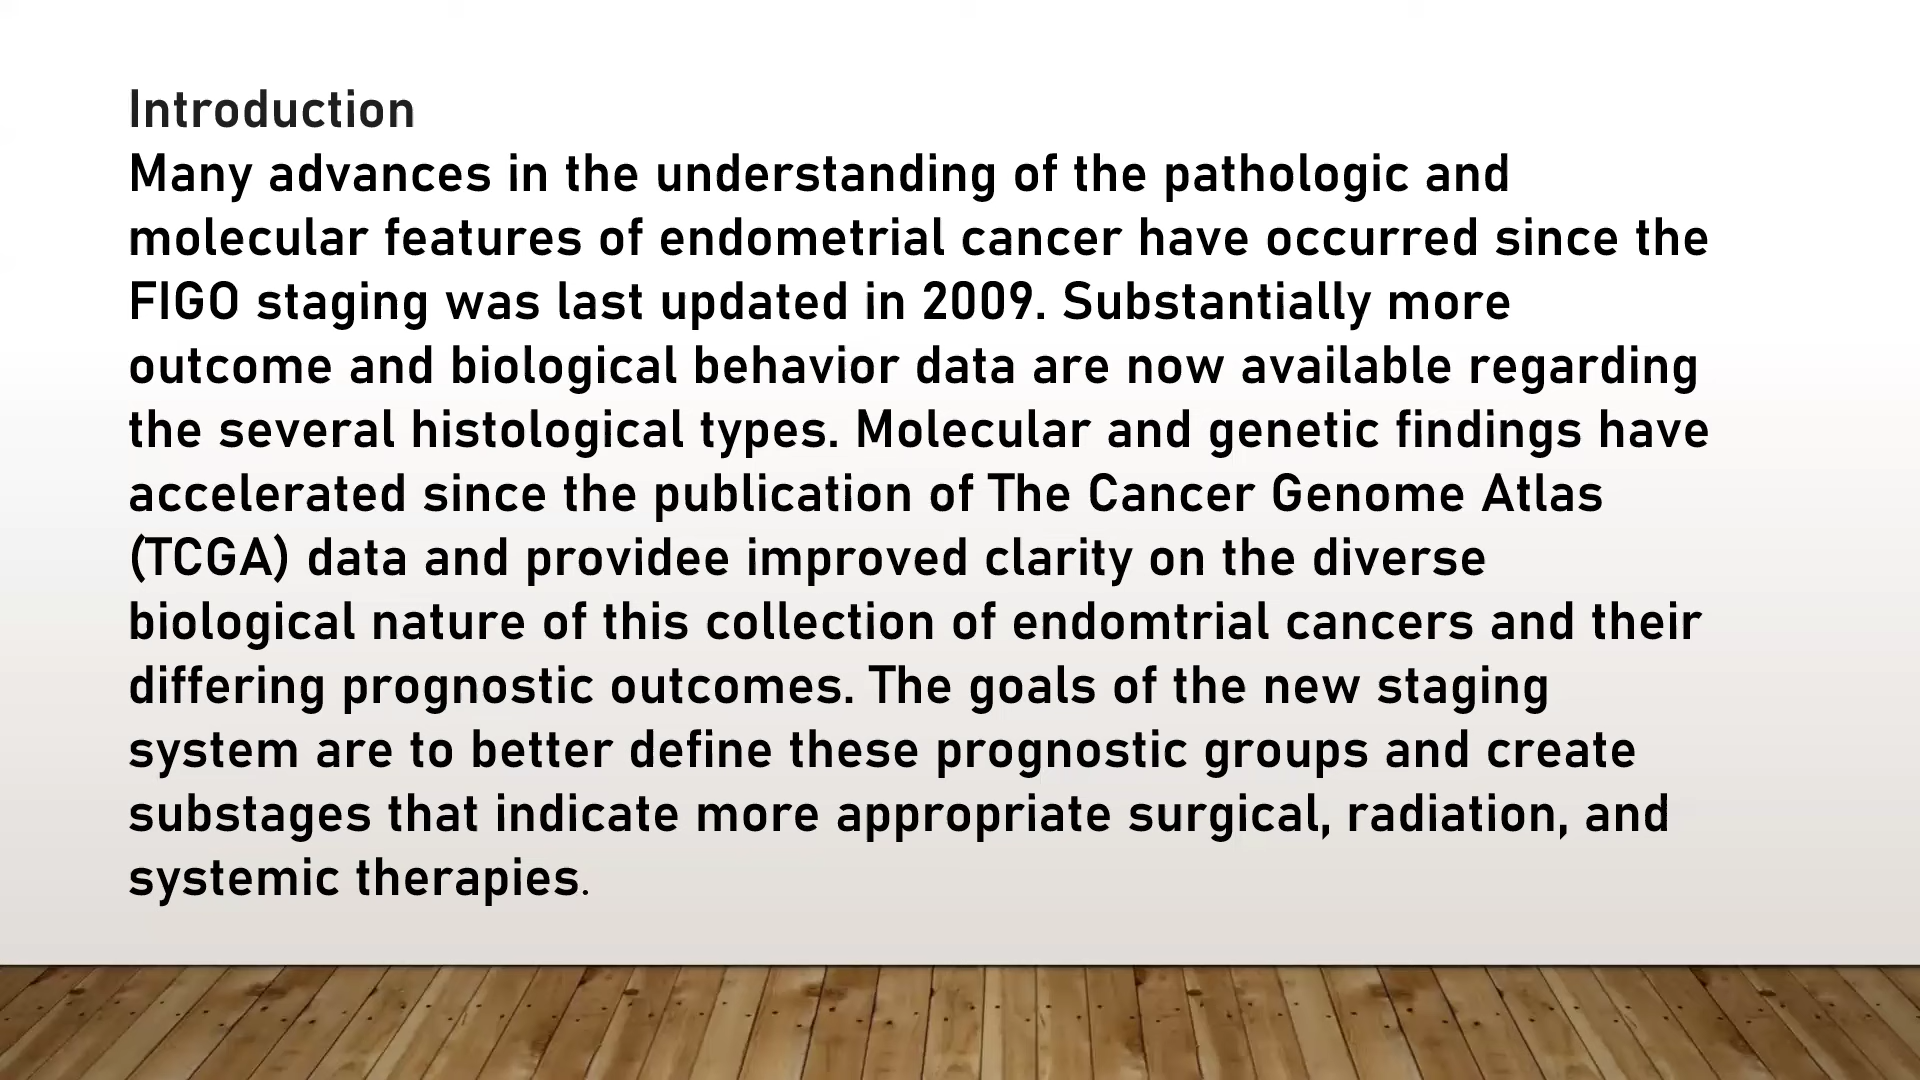 Introduction
Many advances in the understanding of the pathologic and
molecular features of endometrial cancer have occurred since the
FIGO staging was last updated in 2009. Substantially more
outcome and biological behavior data are now available regarding
the several histological types. Molecular and genetic findings have
accelerated since the publication of The Cancer Genome Atlas
(TCGA) data and providee improved clarity on the diverse
biological nature of this collection of endomtrial cancers and their
differing prognostic outcomes. The goals of the new staging
system are to better define these prognostic groups and create
substages that indicate more appropriate surgical, radiation, and
systemic therapies.